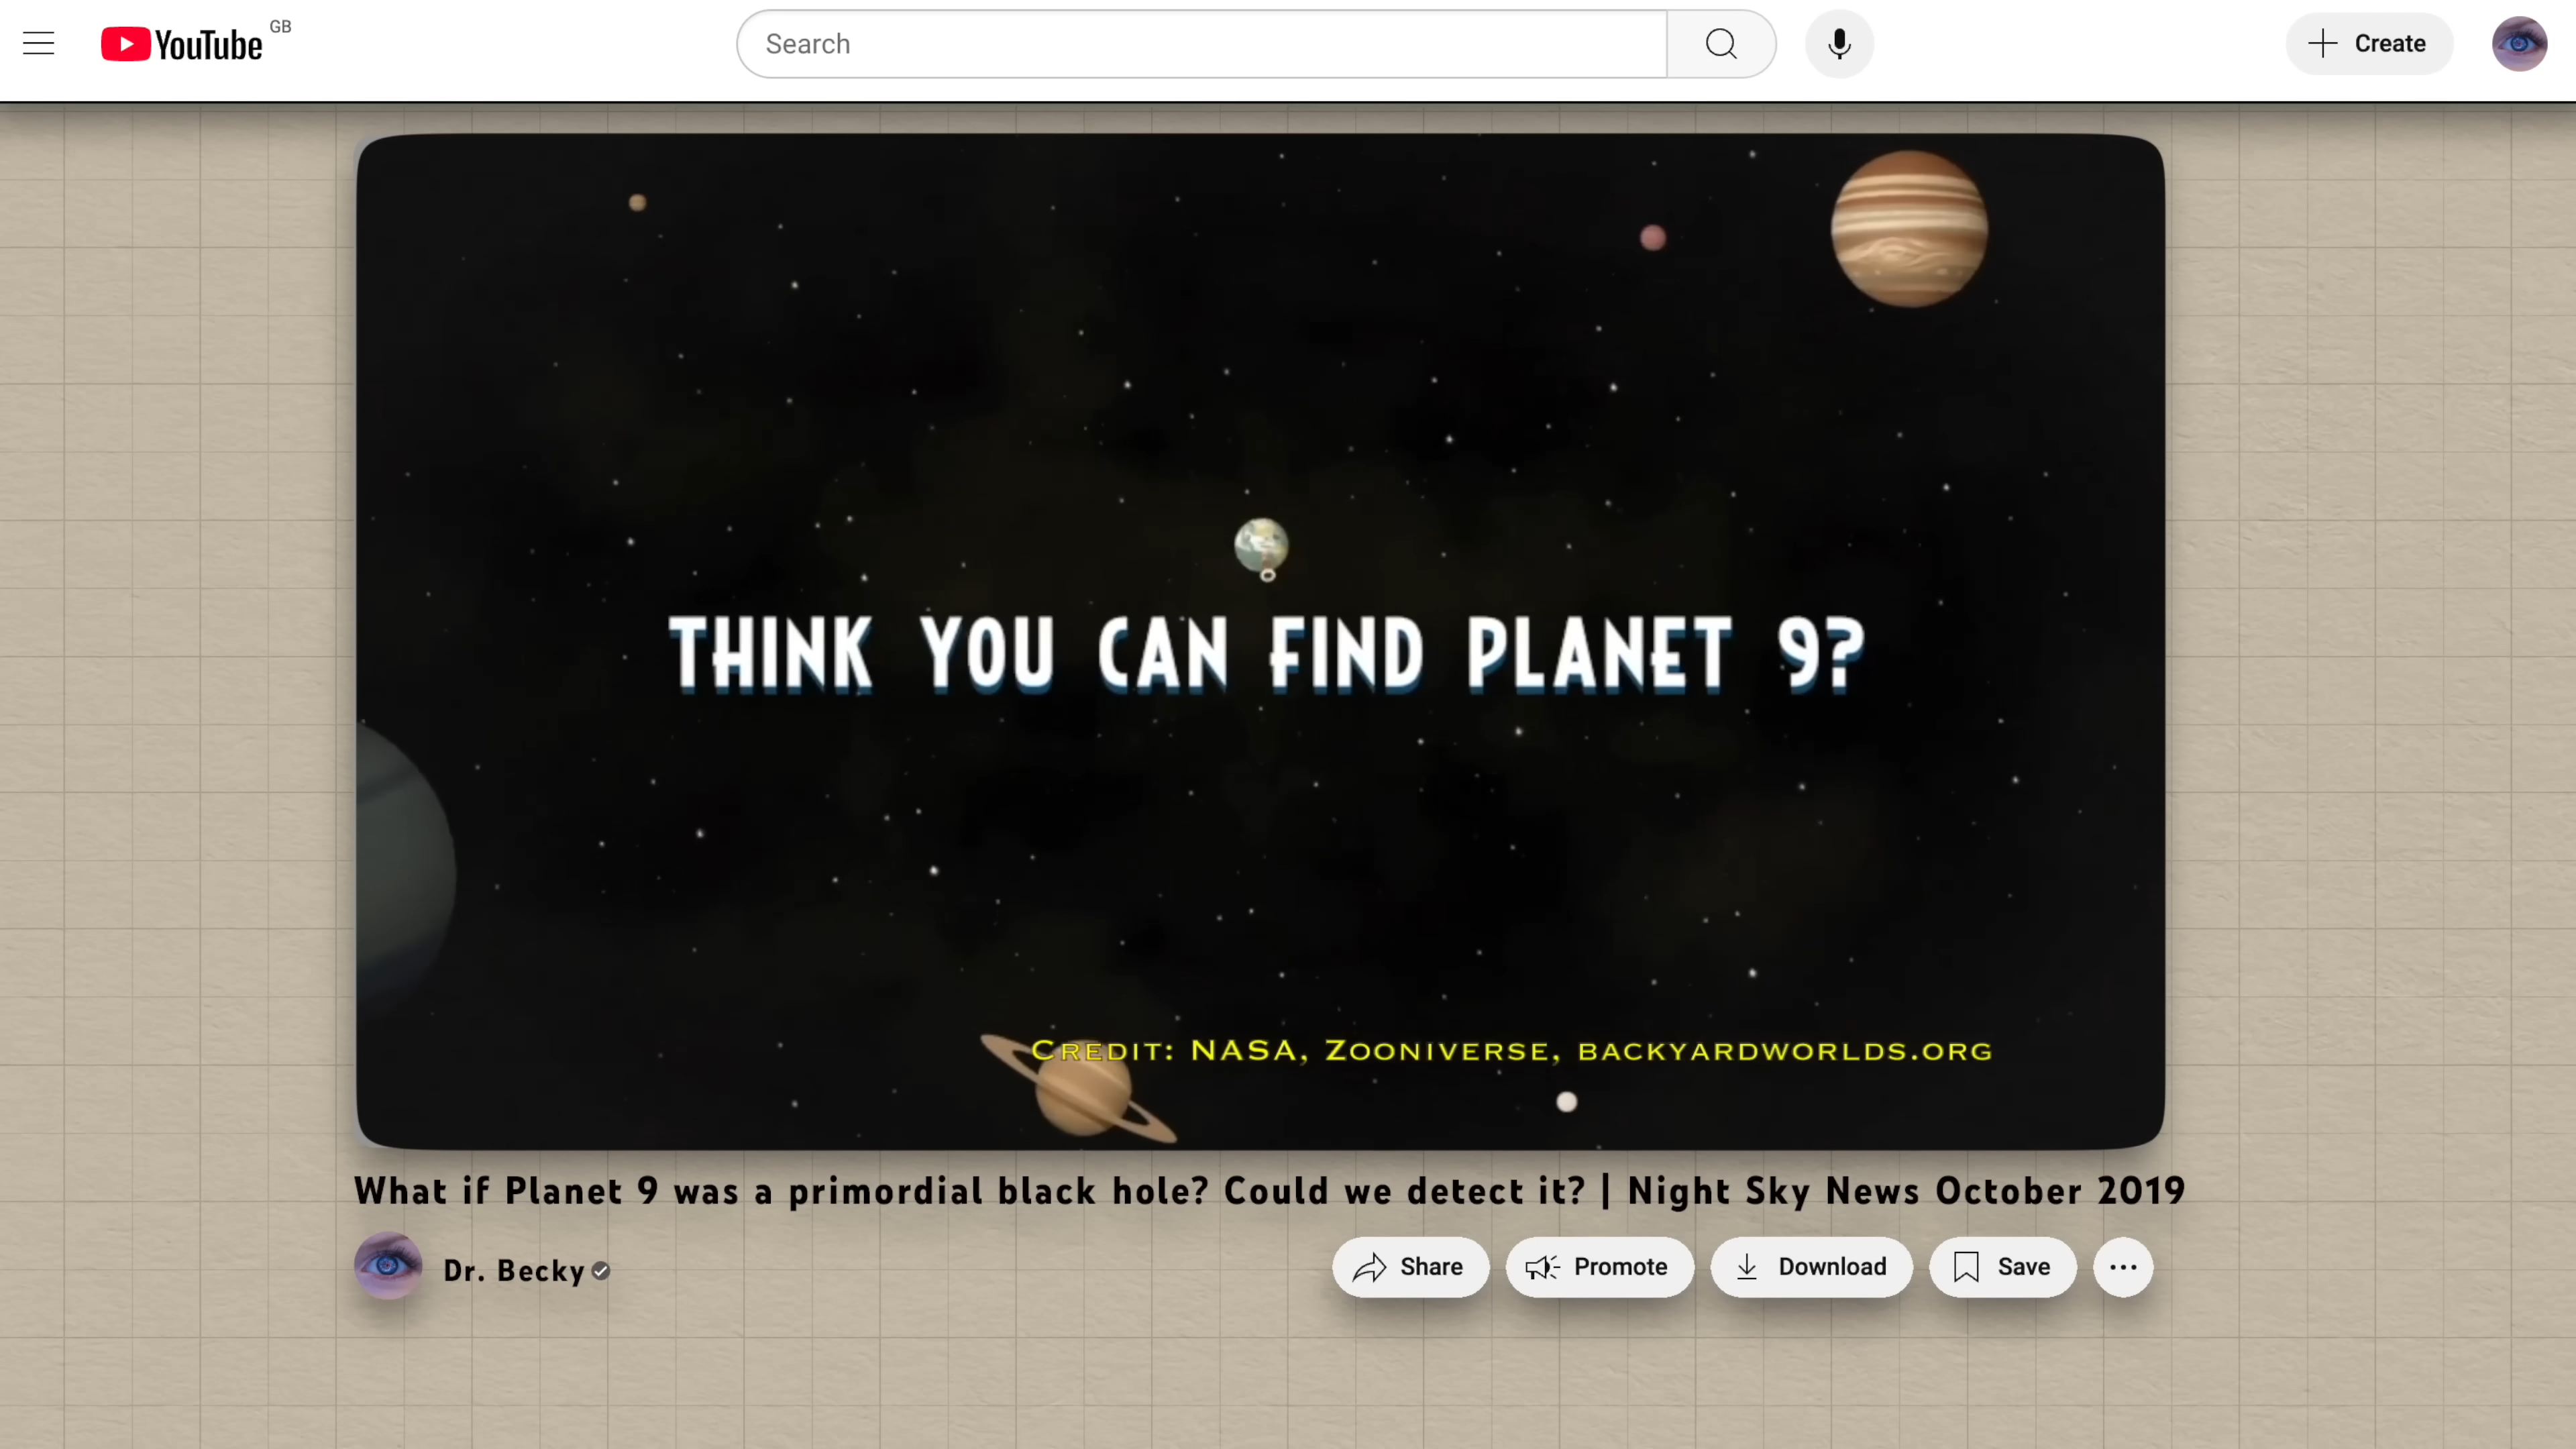 YouTube GB
Search
Create
THINK YOU CAN FIND PLANET 9?
CREDIT: NASA, ZOONIVERSE, BACKYARDWORLDS.ORG
What if Planet 9 was a primordial black hole? Could we detect it? | Night Sky News October 2019
Dr. Becky
Share
Promote
Download
Save